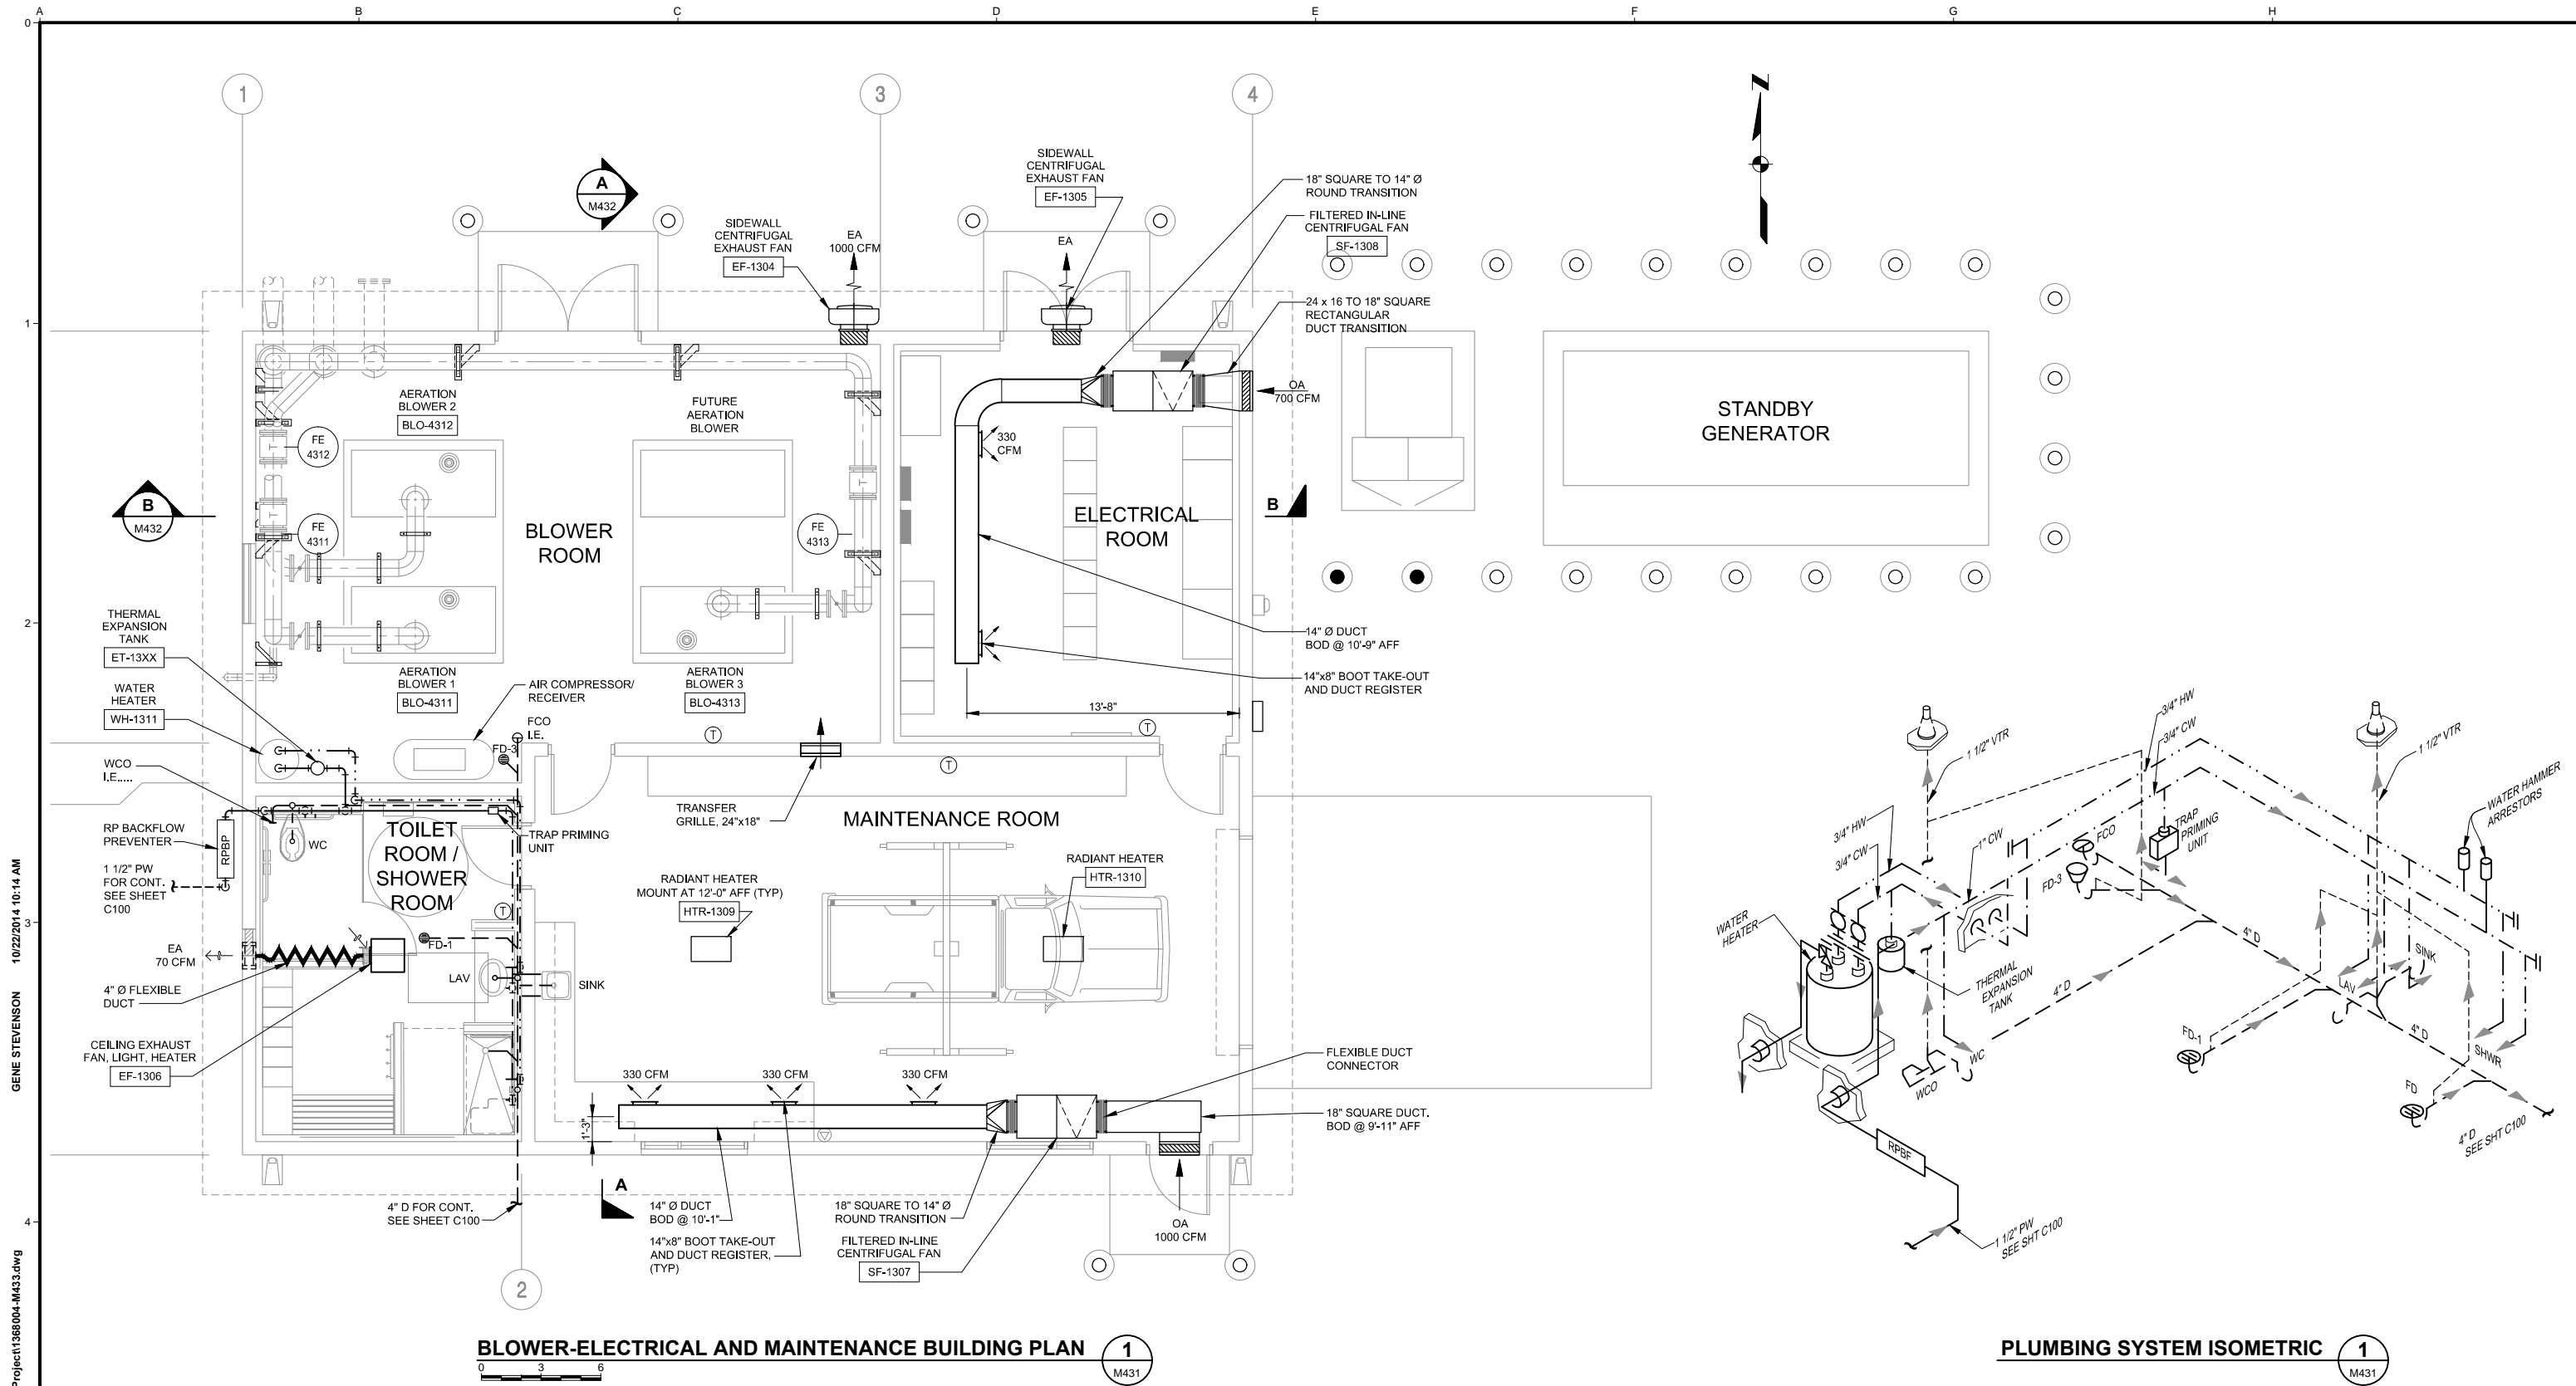 A
B
C
D
E
F
G
H
0
1
2
3
4
1
3
4
2
N
A
M432
B
M432
SIDEWALL
CENTRIFUGAL
EXHAUST FAN
EF-1304
EA
1000 CFM
SIDEWALL
CENTRIFUGAL
EXHAUST FAN
EF-1305
EA
18" SQUARE TO 14" Ø
ROUND TRANSITION
FILTERED IN-LINE
CENTRIFUGAL FAN
SF-1308
24 x 16 TO 18" SQUARE
RECTANGULAR
DUCT TRANSITION
OA
700 CFM
AERATION
BLOWER 2
BLO-4312
FUTURE
AERATION
BLOWER
FE
4312
FE
4311
FE
4313
330
CFM
BLOWER
ROOM
ELECTRICAL
ROOM
B
STANDBY
GENERATOR
THERMAL
EXPANSION
TANK
ET-13XX
WATER
HEATER
WH-1311
WCO
I.E.....
RP BACKFLOW
PREVENTER
RPBP
1 1/2" PW
FOR CONT.
SEE SHEET
C100
AERATION
BLOWER 1
BLO-4311
AIR COMPRESSOR/
RECEIVER
FCO
I.E.
FD-3
AERATION
BLOWER 3
BLO-4313
14" Ø DUCT
BOD @ 10'-9" AFF
14"x8" BOOT TAKE-OUT
AND DUCT REGISTER
13'-8"
T
T
T
T
TRANSFER
GRILLE, 24"x18"
MAINTENANCE ROOM
TRAP PRIMING
UNIT
TOILET
ROOM /
SHOWER
ROOM
WC
RADIANT HEATER
MOUNT AT 12'-0" AFF (TYP)
HTR-1309
RADIANT HEATER
HTR-1310
EA
70 CFM
FD-1
LAV
SINK
4" Ø FLEXIBLE
DUCT
CEILING EXHAUST
FAN, LIGHT, HEATER
EF-1306
330 CFM
330 CFM
330 CFM
1'-3"
FLEXIBLE DUCT
CONNECTOR
18" SQUARE DUCT.
BOD @ 9'-11" AFF
4" D FOR CONT.
SEE SHEET C100
A
14" Ø DUCT
BOD @ 10'-1"
14"x8" BOOT TAKE-OUT
AND DUCT REGISTER,
(TYP)
18" SQUARE TO 14" Ø
ROUND TRANSITION
FILTERED IN-LINE
CENTRIFUGAL FAN
SF-1307
OA
1000 CFM
BLOWER-ELECTRICAL AND MAINTENANCE BUILDING PLAN
1
M431
0 3 6
3/4" HW
3/4" CW
1 1/2" VTR
1 1/2" VTR
WATER HAMMER
ARRESTORS
3/4" HW
3/4" CW
1" CW
FCO
TRAP
PRIMING
UNIT
FD-3
WATER
HEATER
THERMAL
EXPANSION
TANK
4" D
4" D
4" D
SINK
LAV
FD-1
SHWR
WC
WCO
FD
4" D
SEE SHT C100
RPBF
1 1/2" PW
SEE SHT C100
PLUMBING SYSTEM ISOMETRIC
1
M431
Project\1368004-M433.dwg GENE STEVENSON 10/22/2014 10:14 AM